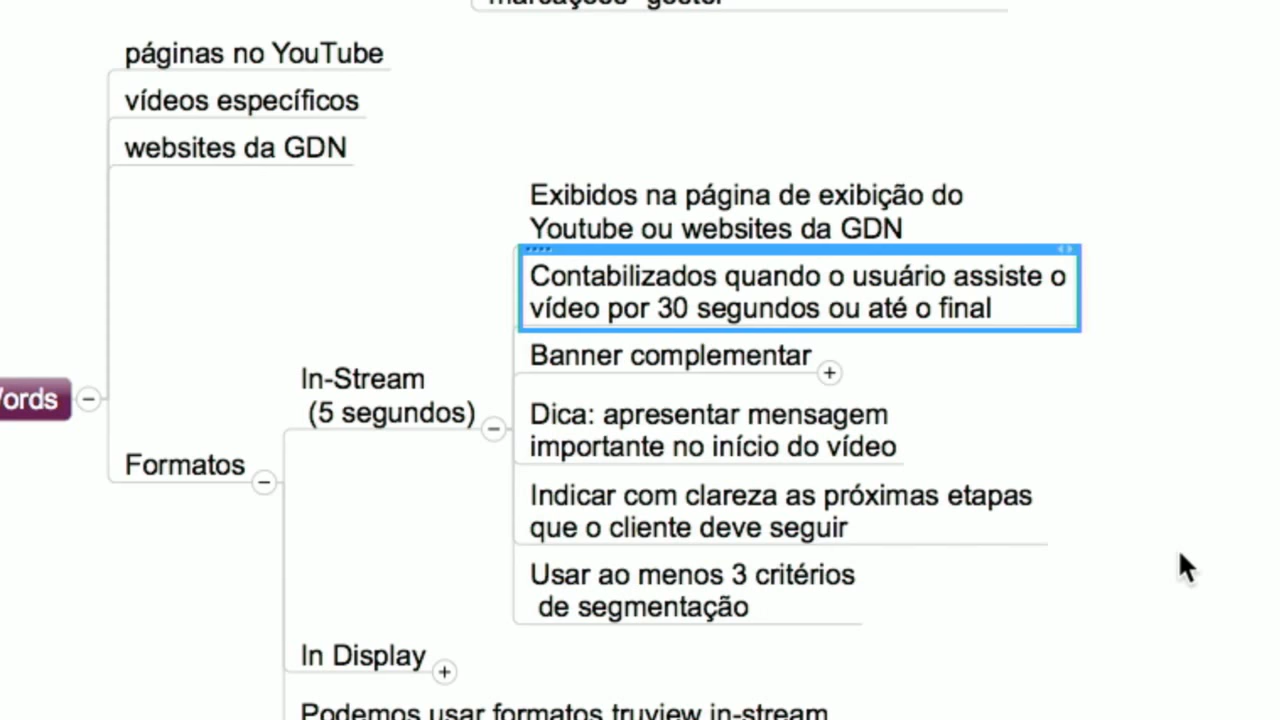 páginas no YouTube
vídeos específicos
websites da GDN
Exibidos na página de exibição do
Youtube ou websites da GDN
Contabilizados quando o usuário assiste o
vídeo por 30 segundos ou até o final
Banner complementar
In-Stream
(5 segundos)
Dica: apresentar mensagem
importante no início do vídeo
Words
Formatos
Indicar com clareza as próximas etapas
que o cliente deve seguir
Usar ao menos 3 critérios
de segmentação
In Display
Podemos usar formatos truview in-stream